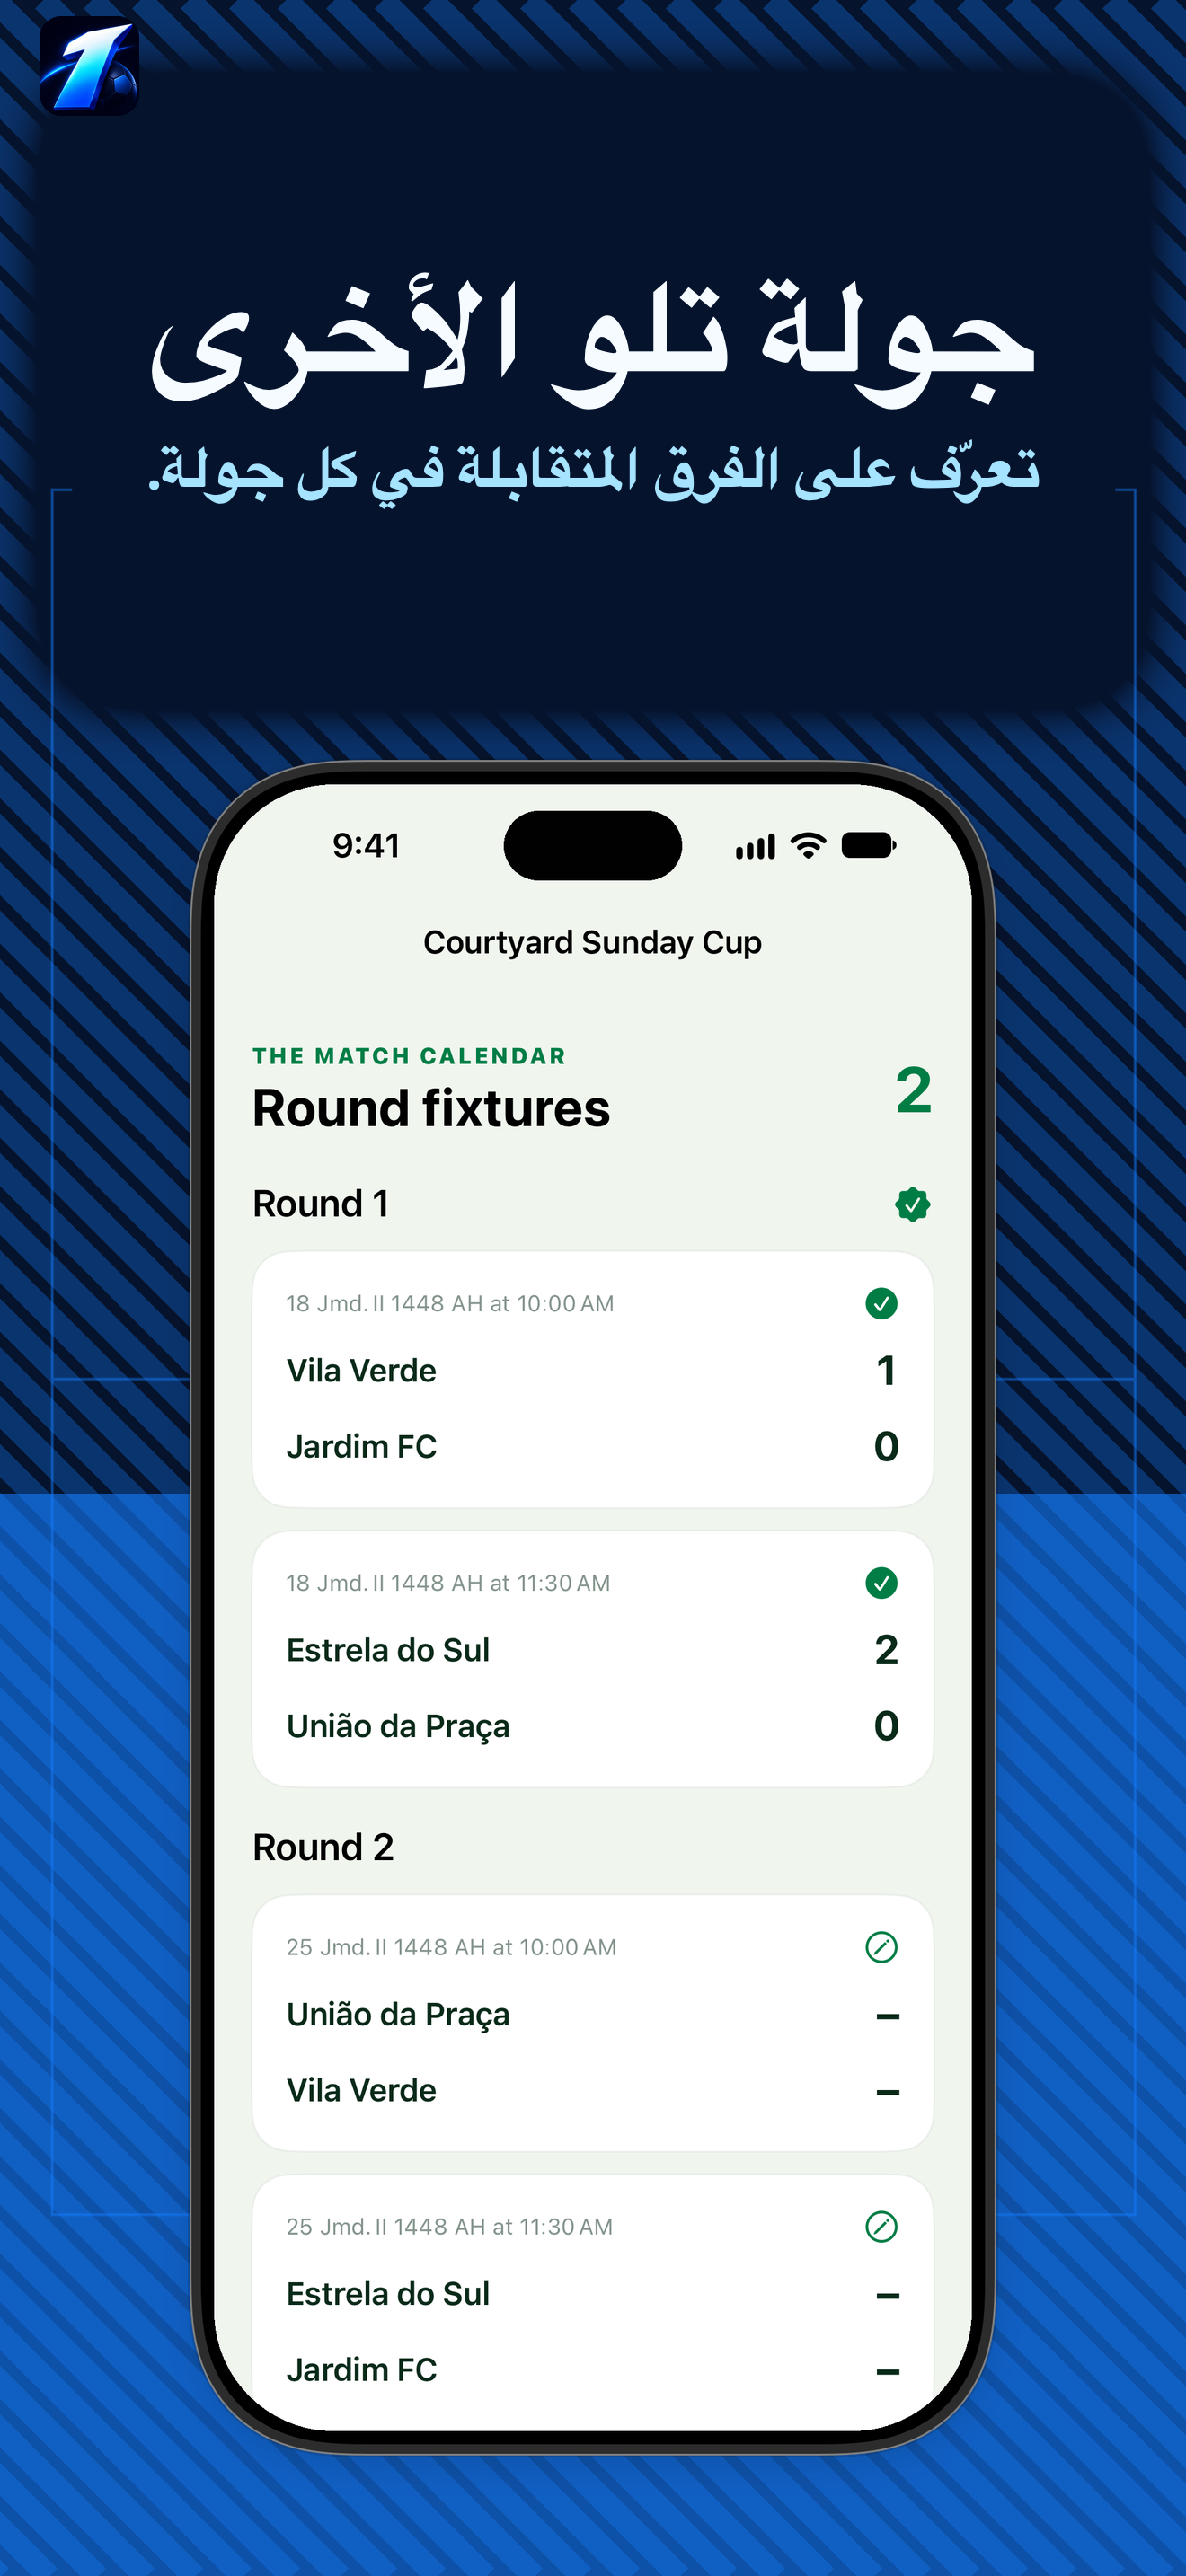 1
جولة تلو الأخرى
تعرّف على الفرق المتقابلة في كل جولة.
9:41
Courtyard Sunday Cup
THE MATCH CALENDAR
Round fixtures
2
Round 1
18 Jmd. II 1448 AH at 10:00 AM
Vila Verde 1
Jardim FC 0
18 Jmd. II 1448 AH at 11:30 AM
Estrela do Sul 2
União da Praça 0
Round 2
25 Jmd. II 1448 AH at 10:00 AM
União da Praça –
Vila Verde –
25 Jmd. II 1448 AH at 11:30 AM
Estrela do Sul –
Jardim FC –